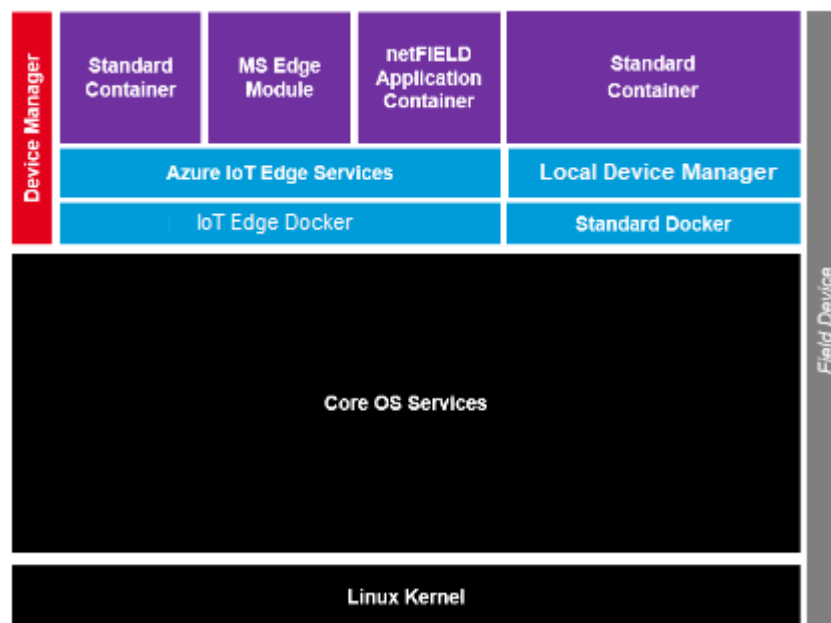 Device Manager
Standard
Container
MS Edge
Module
netFIELD
Application
Container
Standard
Container
Azure IoT Edge Services
Local Device Manager
IoT Edge Docker
Standard Docker
Core OS Services
Linux Kernel
Field Device